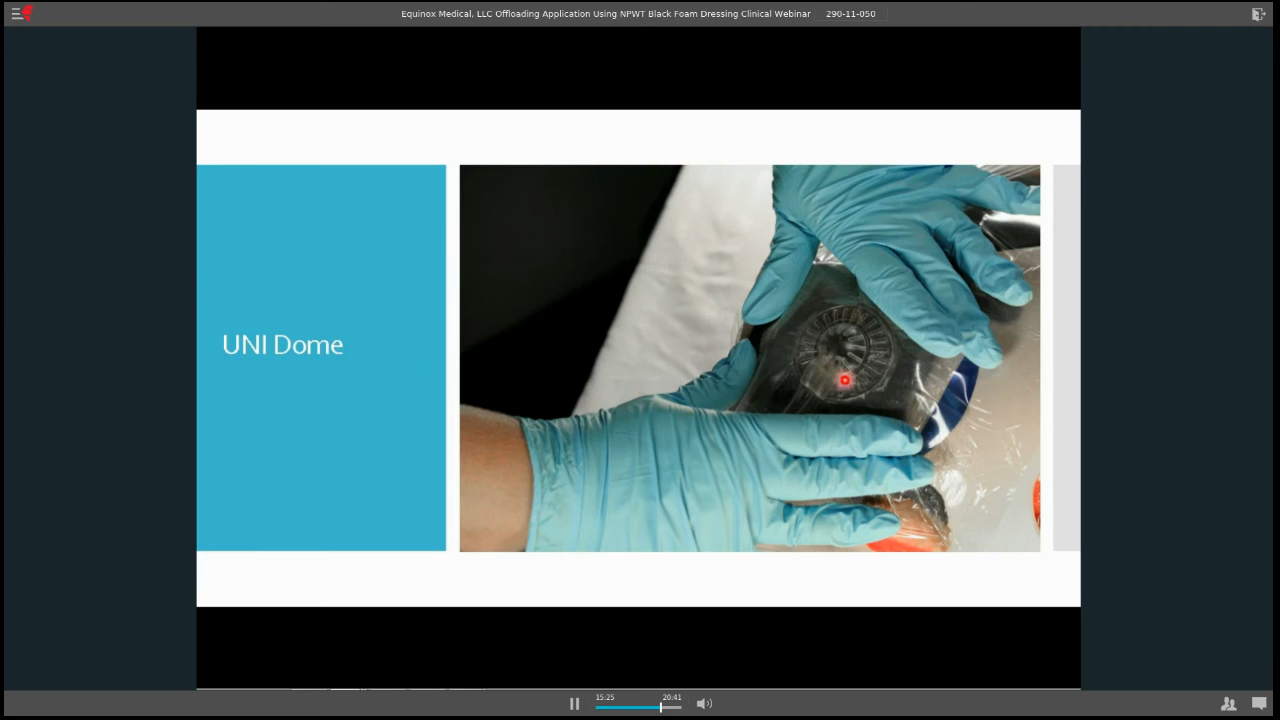 Equinox Medical, LLC Offloading Application Using NPWT Black Foam Dressing Clinical Webinar 290-11-050
UNI Dome
15:25 20:41